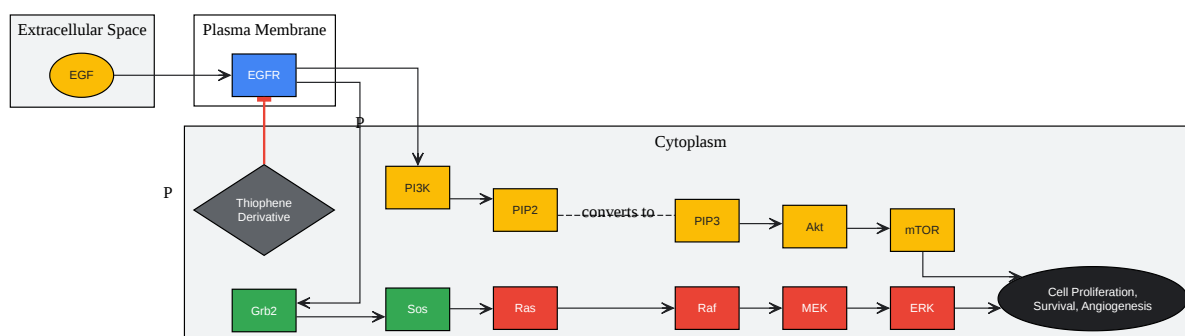 Extracellular Space
Plasma Membrane
EGF
EGFR
P
Cytoplasm
P
Thiophene
Derivative
PI3K
PIP2
converts to
PIP3
Akt
mTOR
Grb2
Sos
Ras
Raf
MEK
ERK
Cell Proliferation,
Survival, Angiogenesis